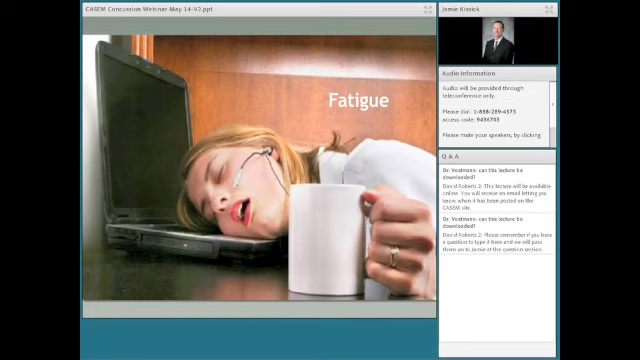 CASEM Concussion Webinar May 14-V2.ppt
Fatigue
Jamie Kissick
Audio Information
Audio will be provided through
teleconference only.
Please dial: 1-888-289-4573
access code: 9436703
Please mute your speakers, by clicking
Q & A
Dr. Vostmann: can this lecture be
downloaded?
David Roberts 2: This lecture will be available
online. You will receive an email letting you
know when it has been posted on the
CASEM site.
Dr. Vostmann: can this lecture be
downloaded?
David Roberts 2: Please remember if you have
a question to type it here and we will pass
them on to Jamie at the question section.